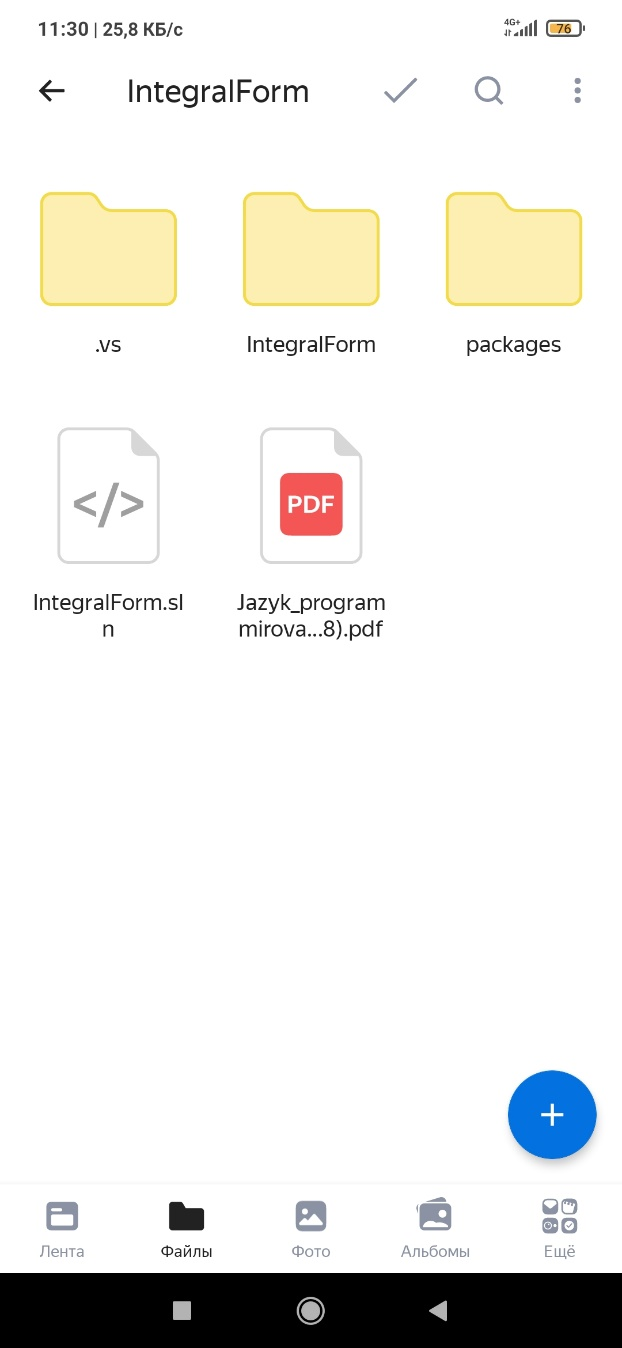 11:30 | 25,8 КБ/с
4G+
76
IntegralForm
.vs
IntegralForm
packages
</>
PDF
IntegralForm.sl
n
Jazyk_program
mirova...8).pdf
Лента
Файлы
Фото
Альбомы
Ещё